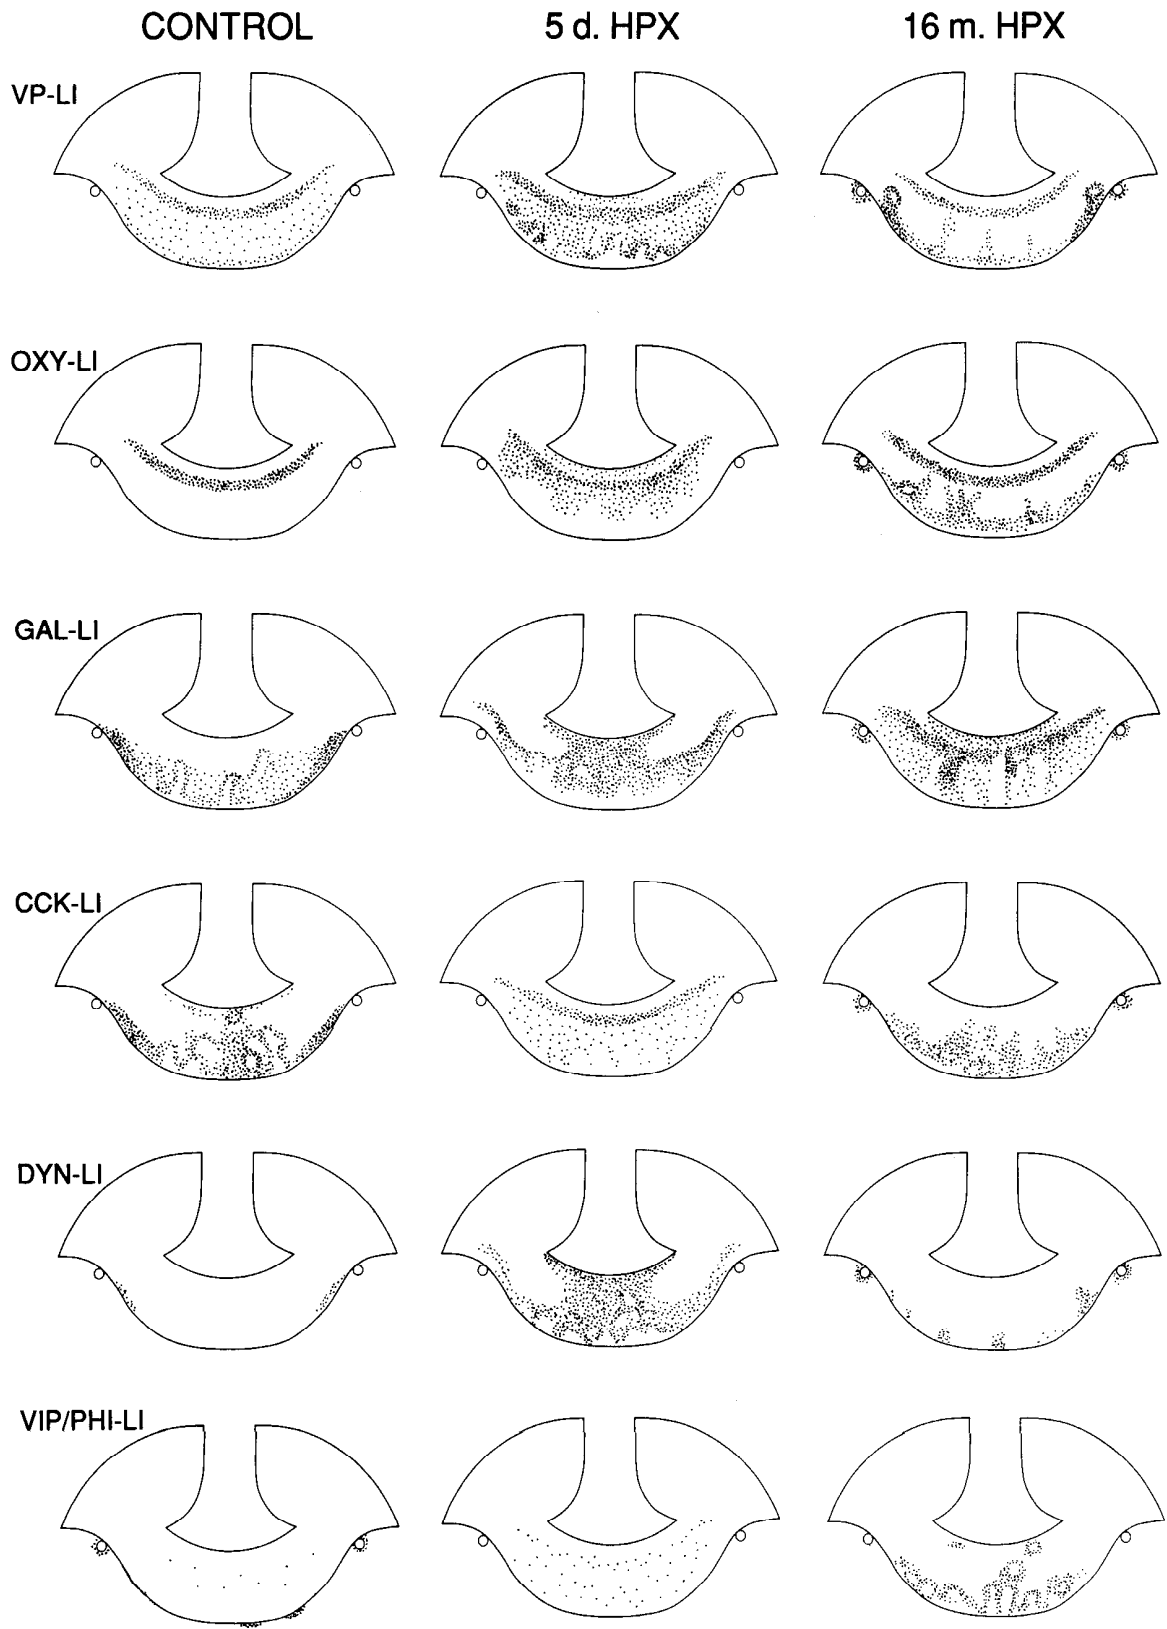 CONTROL 5 d. HPX 16 m. HPX
VP-LI
OXY-LI
GAL-LI
CCK-LI
DYN-LI
VIP/PHI-LI